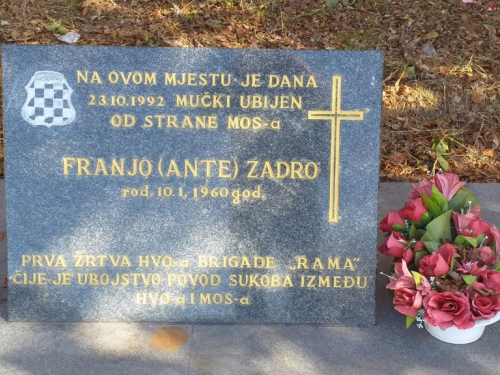 NA OVOM MJESTU JE DANA
23.10.1992 MUČKI UBIJEN
OD STRANE MOS-a
FRANJO (ANTE) ZADRO
rod. 10.1. 1960 god.
PRVA ŽRTVA HVO-a BRIGADE „RAMA"
ČIJE JE UBOJSTVO POVOD SUKOBA IZMEĐU
HVO-a I MOS-a